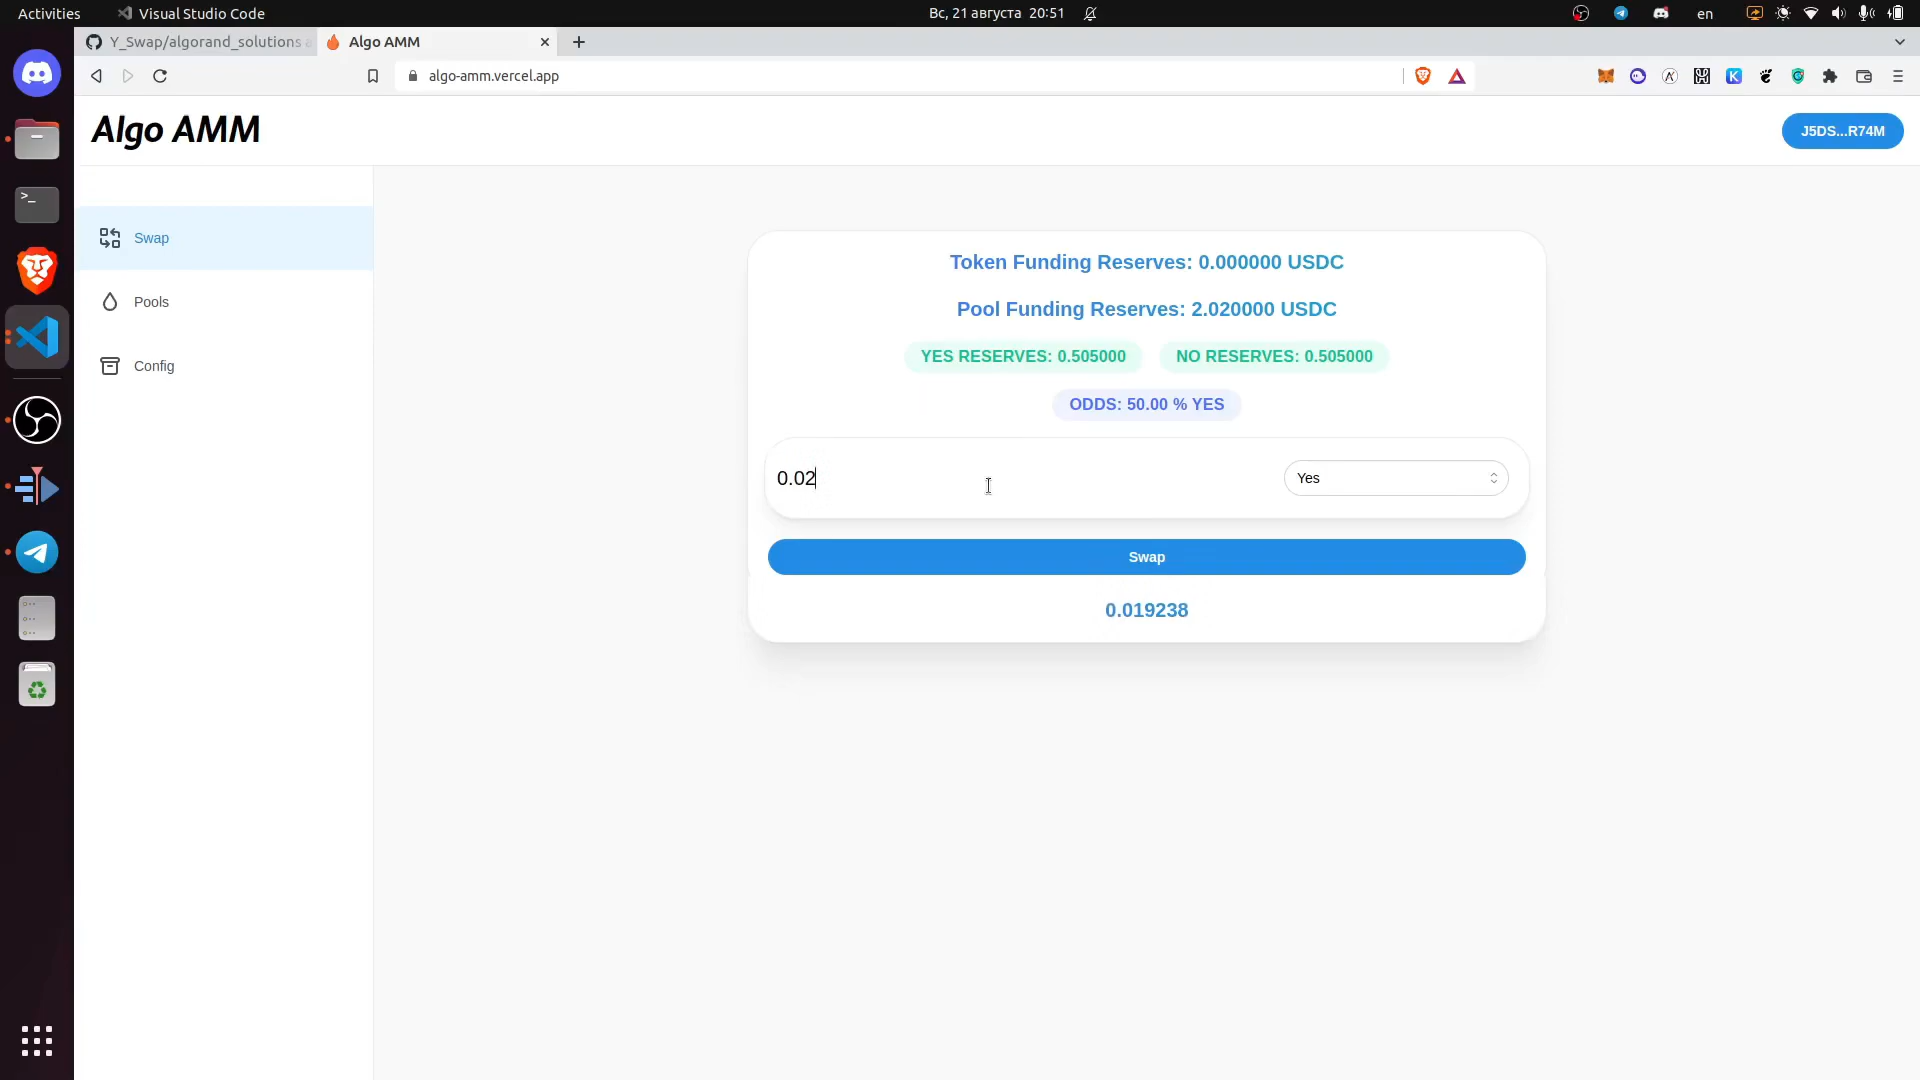 Activities
Visual Studio Code
Вс, 21 августа 20:51
en
Y_Swap/algorand_solutions
Algo AMM
algo-amm.vercel.app
Algo AMM
J5DS...R74M
Swap
Pools
Config
Token Funding Reserves: 0.000000 USDC
Pool Funding Reserves: 2.020000 USDC
YES RESERVES: 0.505000
NO RESERVES: 0.505000
ODDS: 50.00 % YES
0.02
Yes
Swap
0.019238